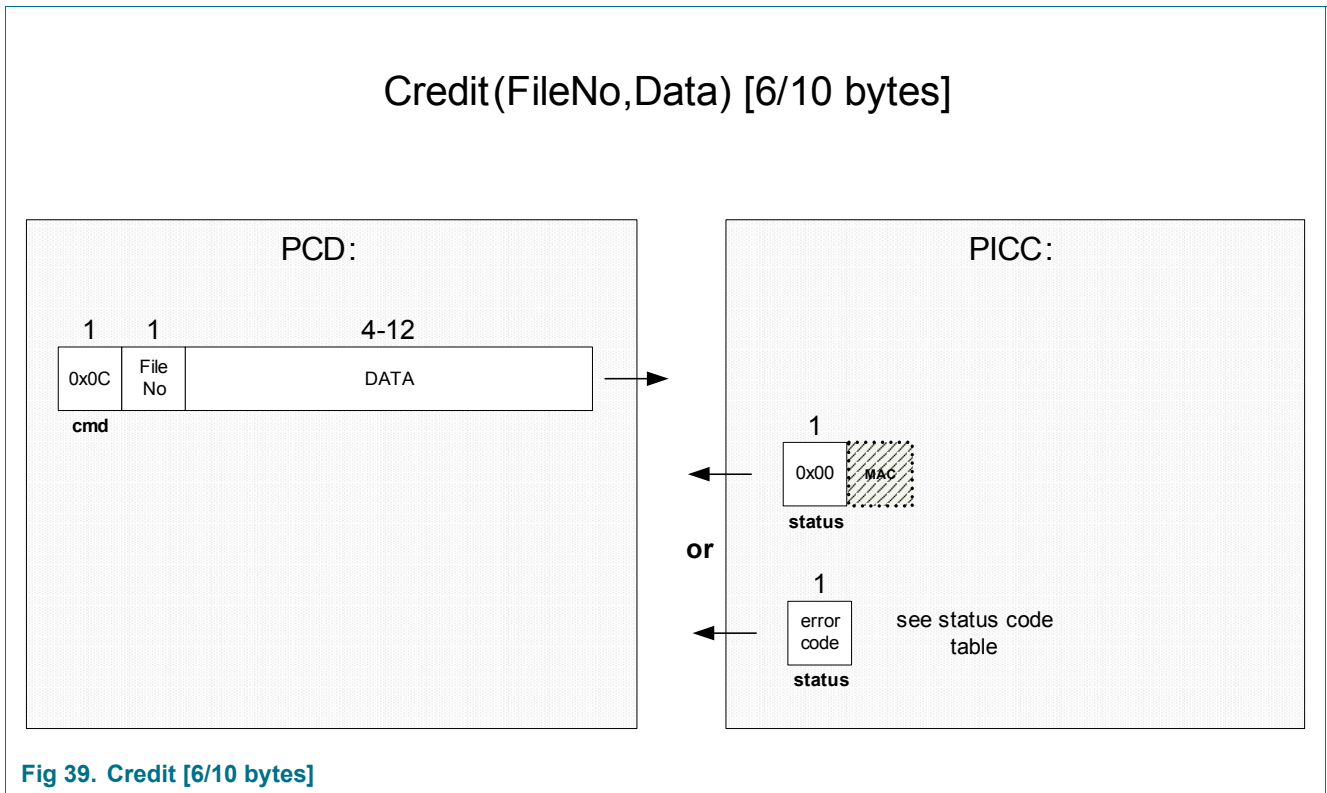 Credit(FileNo,Data) [6/10 bytes]
PCD:
1 1 4-12
0x0C File No DATA
cmd
PICC:
1
0x00 MAC
status
or
1
error
code
see status code
table
status
Fig 39. Credit [6/10 bytes]